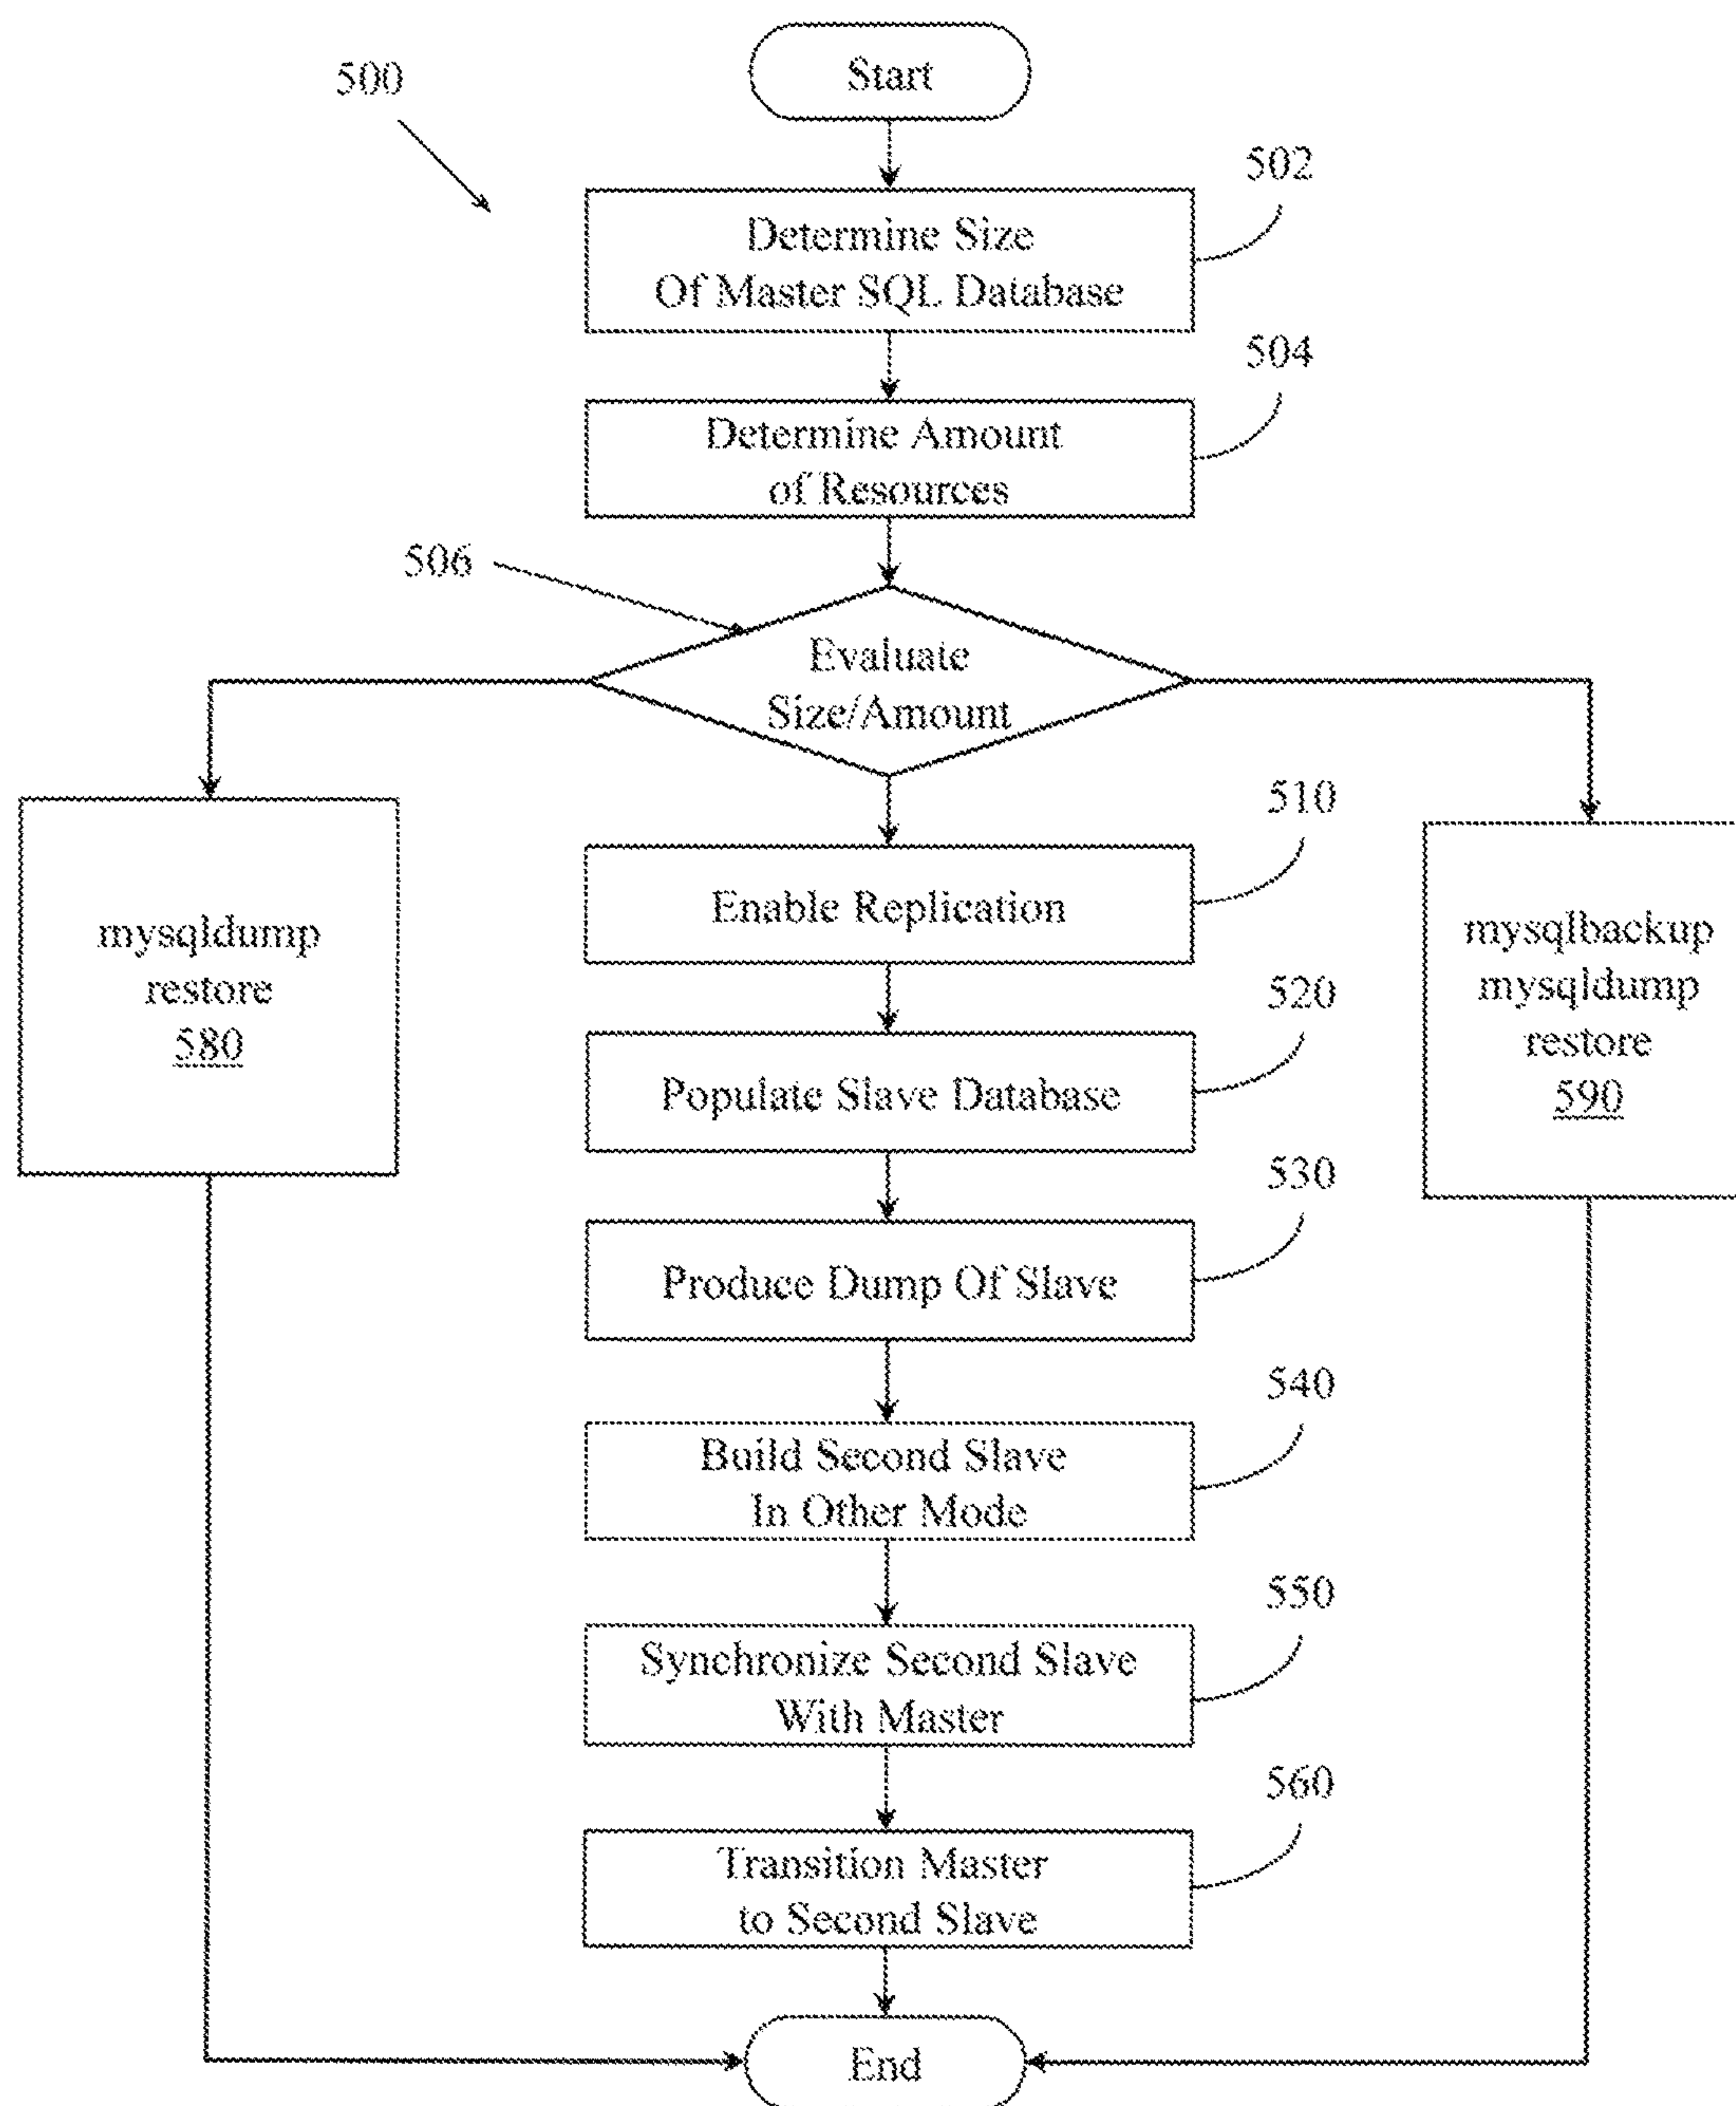 500
Start
502
Determine Size
Of Master SQL Database
504
Determine Amount
of Resources
506
Evaluate
Size/Amount
510
Enable Replication
mysqldump
restore
580
mysqlbackup
mysqldump
restore
590
520
Populate Slave Database
530
Produce Dump Of Slave
540
Build Second Slave
In Other Mode
550
Synchronize Second Slave
With Master
560
Transition Master
to Second Slave
End